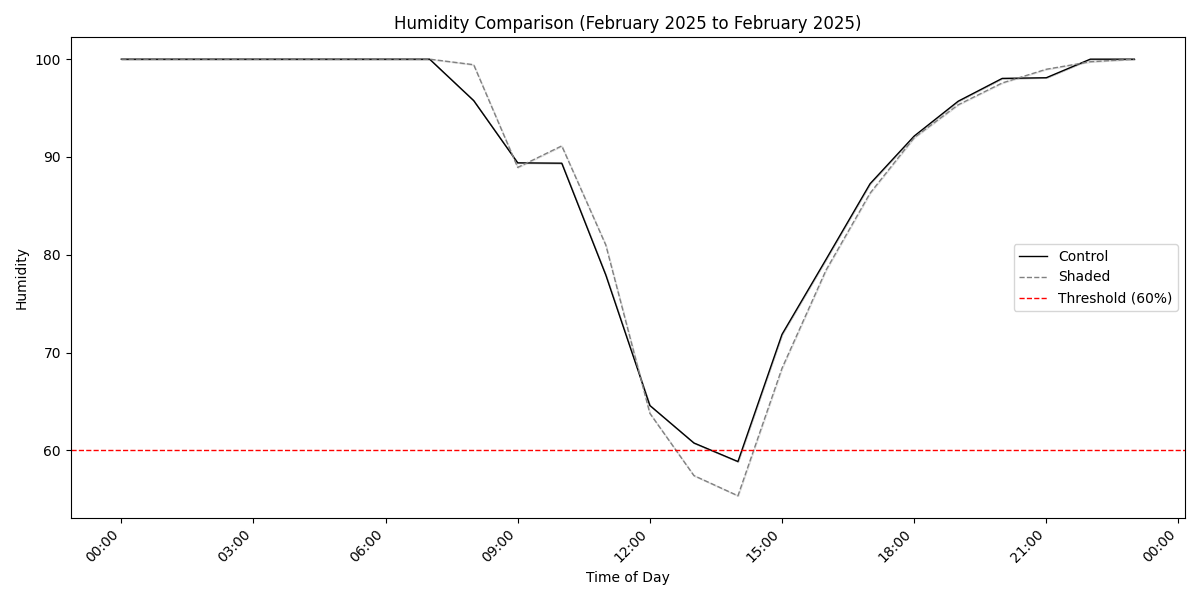 Humidity Comparison (February 2025 to February 2025)
Humidity
100
90
80
70
60
Control
Shaded
Threshold (60%)
00:00
03:00
06:00
09:00
12:00
15:00
18:00
21:00
00:00
Time of Day